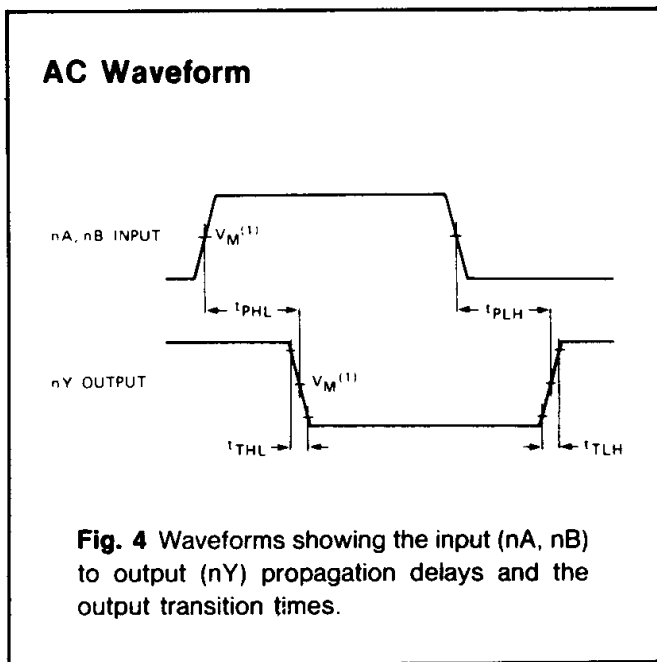 AC Waveform
nA, nB INPUT
VM(1)
tPHL
tPLH
nY OUTPUT
VM(1)
tTHL
tTLH
Fig. 4 Waveforms showing the input (nA, nB)
to output (nY) propagation delays and the
output transition times.